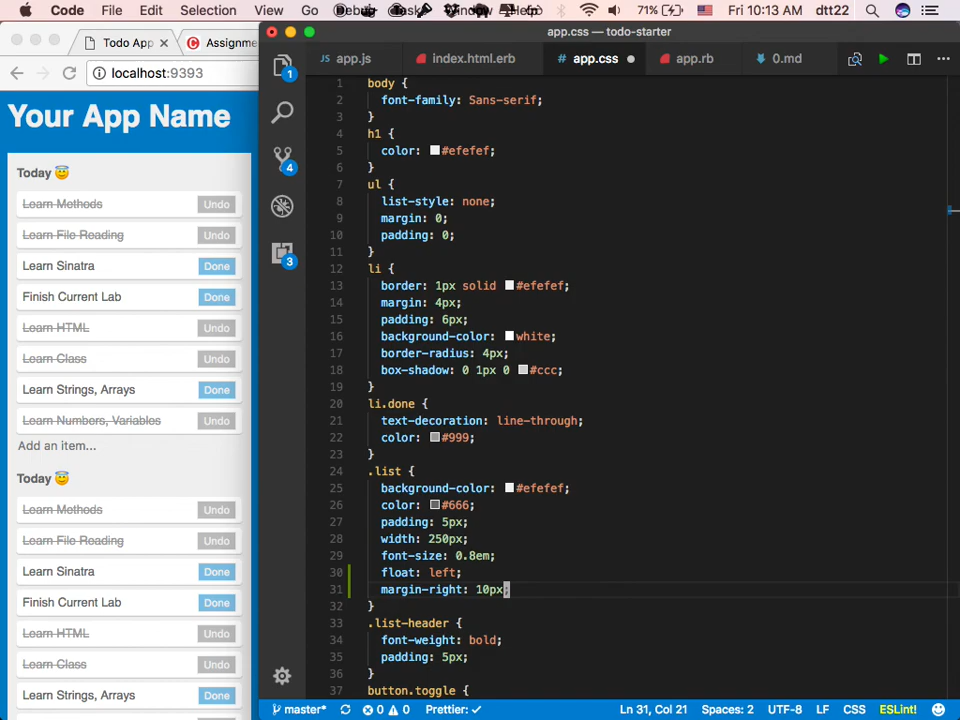 Code File Edit Selection View Go Debug Tasks Window Help 71% Fri 10:13 AM dtt22
app.css — todo-starter
Todo App × Assignme
JS app.js index.html.erb # app.css app.rb 0.md
localhost:9393
Your App Name
Today 😇
Learn Methods Undo
Learn File Reading Undo
Learn Sinatra Done
Finish Current Lab Done
Learn HTML Undo
Learn Class Undo
Learn Strings, Arrays Done
Learn Numbers, Variables Undo
Add an item...
Today 😇
Learn Methods Undo
Learn File Reading Undo
Learn Sinatra Done
Finish Current Lab Done
Learn HTML Undo
Learn Class Undo
Learn Strings, Arrays Done
1
4
3
1 body {
2 font-family: Sans-serif;
3 }
4 h1 {
5 color: #efefef;
6 }
7 ul {
8 list-style: none;
9 margin: 0;
10 padding: 0;
11 }
12 li {
13 border: 1px solid #efefef;
14 margin: 4px;
15 padding: 6px;
16 background-color: white;
17 border-radius: 4px;
18 box-shadow: 0 1px 0 #ccc;
19 }
20 li.done {
21 text-decoration: line-through;
22 color: #999;
23 }
24 .list {
25 background-color: #efefef;
26 color: #666;
27 padding: 5px;
28 width: 250px;
29 font-size: 0.8em;
30 float: left;
31 margin-right: 10px;
32 }
33 .list-header {
34 font-weight: bold;
35 padding: 5px;
36 }
37 button.toggle {
master* 0 0 Prettier: ✓ Ln 31, Col 21 Spaces: 2 UTF-8 LF CSS ESLint!